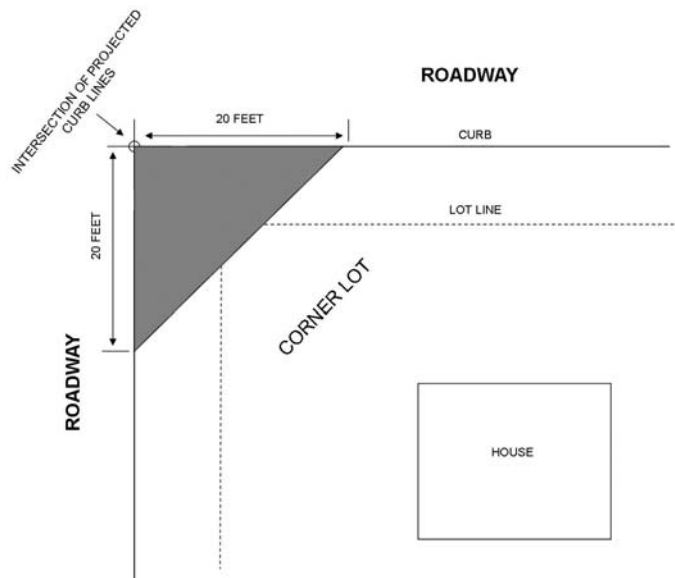 ROADWAY
INTERSECTION OF PROJECTED
CURB LINES
20 FEET
CURB
LOT LINE
20 FEET
CORNER LOT
ROADWAY
HOUSE